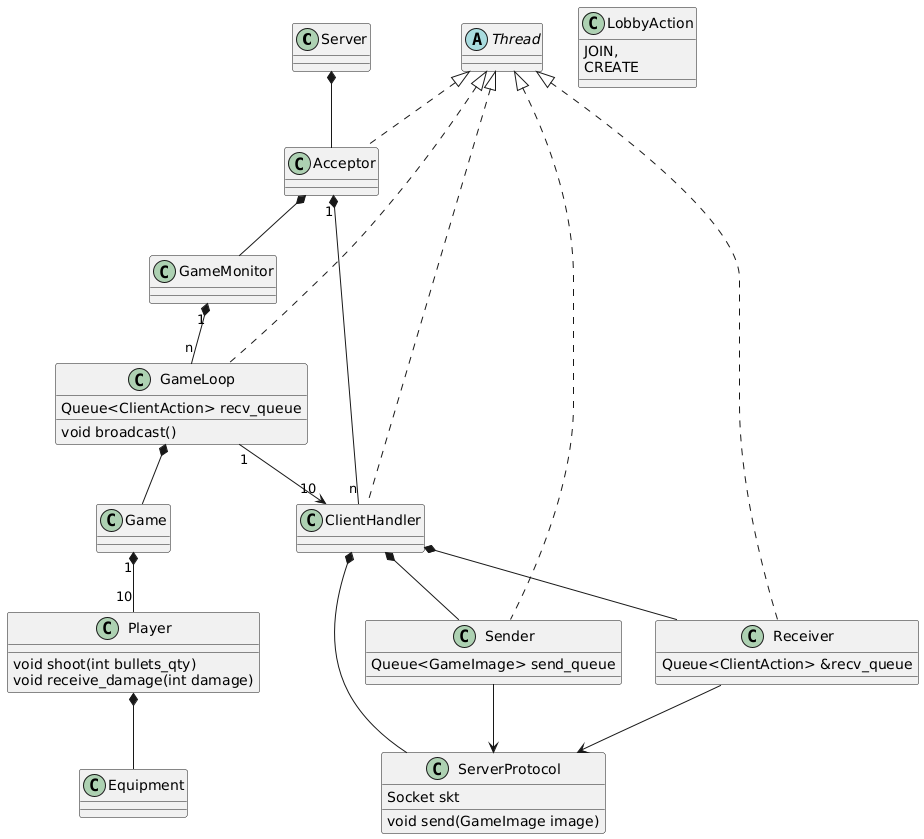 C Server
A Thread
C LobbyAction
JOIN,
CREATE
C Acceptor
1
C GameMonitor
1
n
C GameLoop
Queue<ClientAction> recv_queue
void broadcast()
1
10
n
C Game
C ClientHandler
1
10
C Player
void shoot(int bullets_qty)
void receive_damage(int damage)
C Sender
Queue<GameImage> send_queue
C Receiver
Queue<ClientAction> &recv_queue
C Equipment
C ServerProtocol
Socket skt
void send(GameImage image)